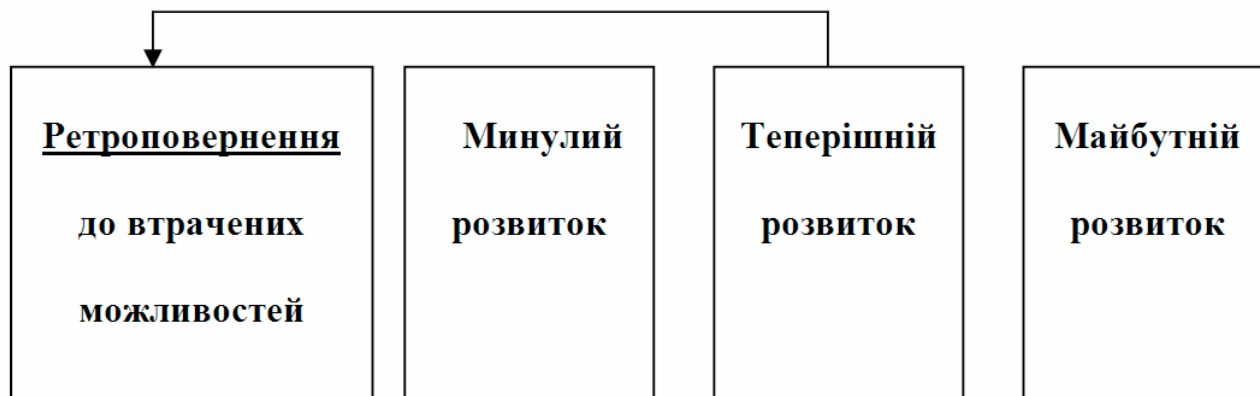 Ретроповернення
до втрачених
можливостей
Минулий
розвиток
Теперішній
розвиток
Майбутній
розвиток